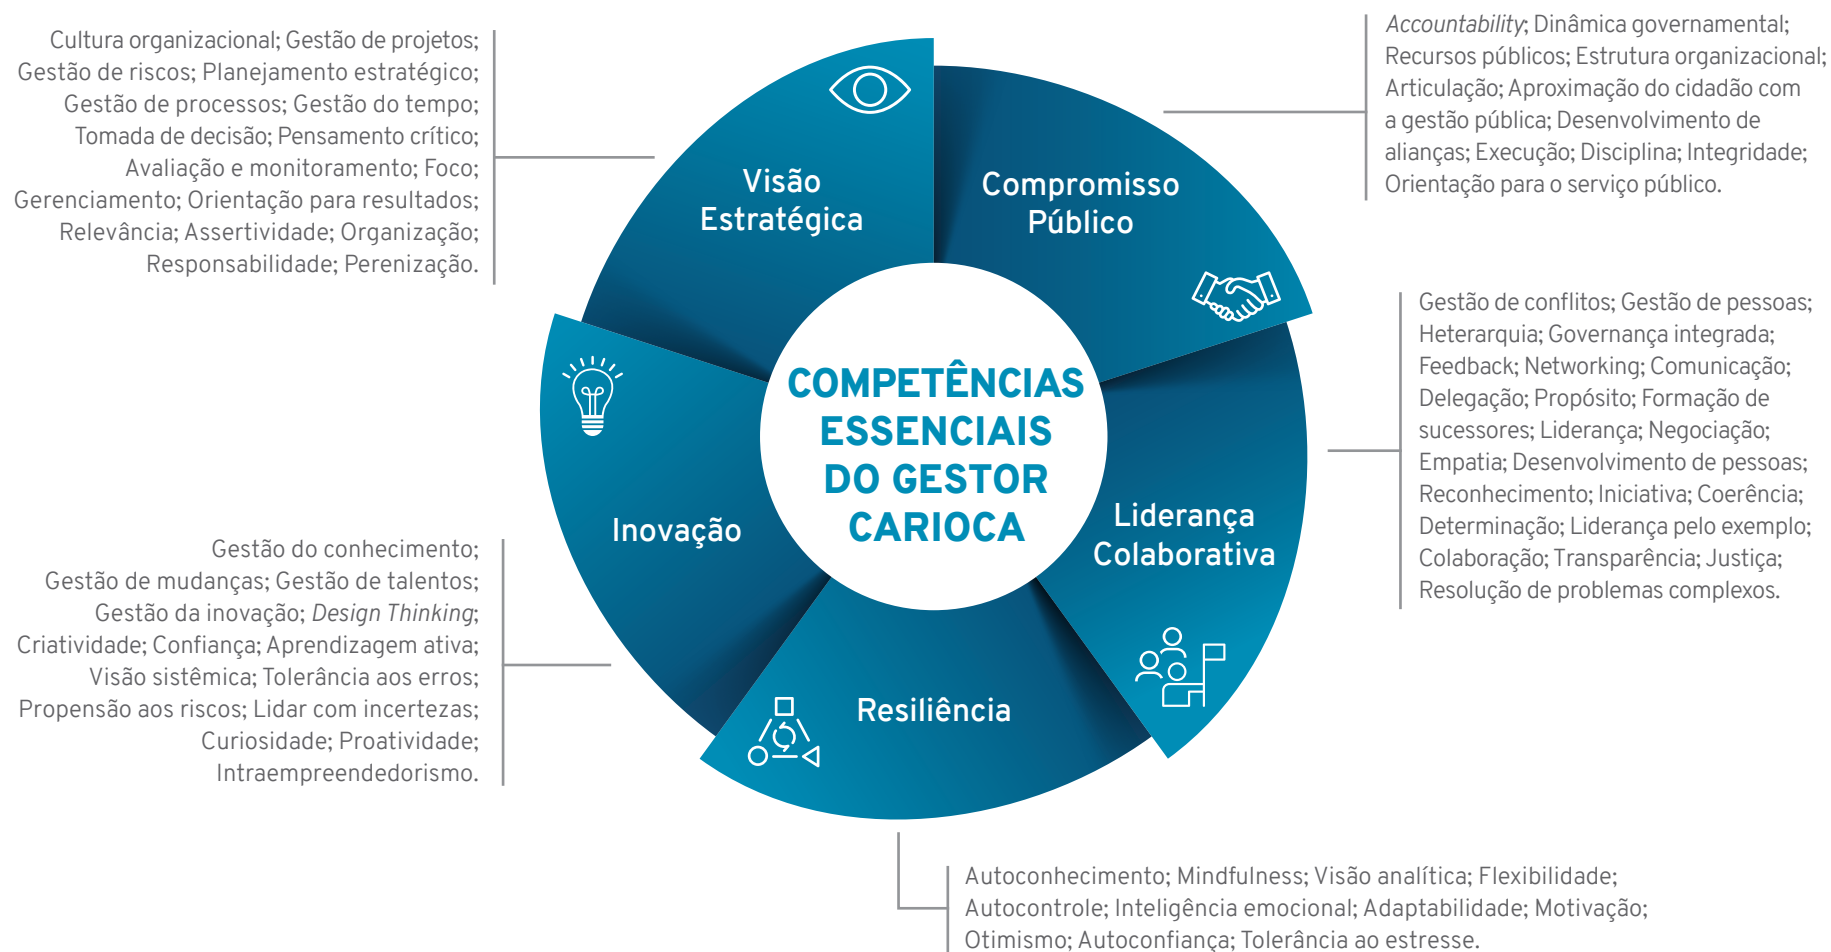 Cultura organizacional; Gestão de projetos;
Gestão de riscos; Planejamento estratégico;
Gestão de processos; Gestão do tempo;
Tomada de decisão; Pensamento crítico;
Avaliação e monitoramento; Foco;
Gerenciamento; Orientação para resultados;
Relevância; Assertividade; Organização;
Responsabilidade; Perenização.
Visão
Estratégica
Compromisso
Público
Accountability; Dinâmica governamental;
Recursos públicos; Estrutura organizacional;
Articulação; Aproximação do cidadão com
a gestão pública; Desenvolvimento de
alianças; Execução; Disciplina; Integridade;
Orientação para o serviço público.
COMPETÊNCIAS
ESSENCIAIS
DO GESTOR
CARIOCA
Gestão de conflitos; Gestão de pessoas;
Heterarquia; Governança integrada;
Feedback; Networking; Comunicação;
Delegação; Propósito; Formação de
sucessores; Liderança; Negociação;
Empatia; Desenvolvimento de pessoas;
Reconhecimento; Iniciativa; Coerência;
Determinação; Liderança pelo exemplo;
Colaboração; Transparência; Justiça;
Resolução de problemas complexos.
Liderança
Colaborativa
Inovação
Gestão do conhecimento;
Gestão de mudanças; Gestão de talentos;
Gestão da inovação; Design Thinking;
Criatividade; Confiança; Aprendizagem ativa;
Visão sistêmica; Tolerância aos erros;
Propensão aos riscos; Lidar com incertezas;
Curiosidade; Proatividade;
Intraempreendedorismo.
Resiliência
Autoconhecimento; Mindfulness; Visão analítica; Flexibilidade;
Autocontrole; Inteligência emocional; Adaptabilidade; Motivação;
Otimismo; Autoconfiança; Tolerância ao estresse.